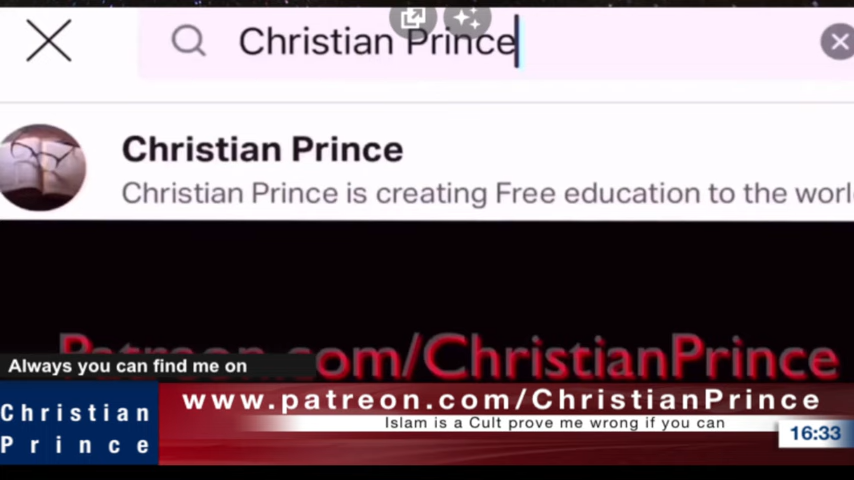 Christian Prince
Christian Prince
Christian Prince is creating Free education to the worl
Patreon.com/ChristianPrince
Always you can find me on
Christian Prince
www.patreon.com/ChristianPrince
Islam is a Cult prove me wrong if you can
16:33